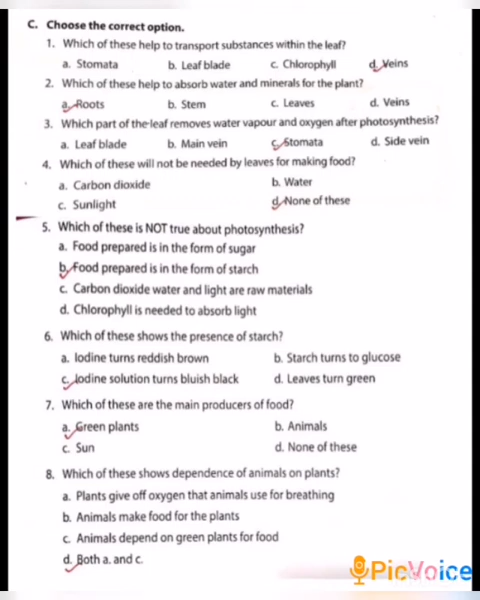 C. Choose the correct option.
1. Which of these help to transport substances within the leaf?
a. Stomata b. Leaf blade c. Chlorophyll d. Veins
2. Which of these help to absorb water and minerals for the plant?
a. Roots b. Stem c. Leaves d. Veins
3. Which part of the leaf removes water vapour and oxygen after photosynthesis?
a. Leaf blade b. Main vein c. Stomata d. Side vein
4. Which of these will not be needed by leaves for making food?
a. Carbon dioxide b. Water
c. Sunlight d. None of these
5. Which of these is NOT true about photosynthesis?
a. Food prepared is in the form of sugar
b. Food prepared is in the form of starch
c. Carbon dioxide water and light are raw materials
d. Chlorophyll is needed to absorb light
6. Which of these shows the presence of starch?
a. Iodine turns reddish brown b. Starch turns to glucose
c. Iodine solution turns bluish black d. Leaves turn green
7. Which of these are the main producers of food?
a. Green plants b. Animals
c. Sun d. None of these
8. Which of these shows dependence of animals on plants?
a. Plants give off oxygen that animals use for breathing
b. Animals make food for the plants
c. Animals depend on green plants for food
d. Both a. and c.
PicVoice